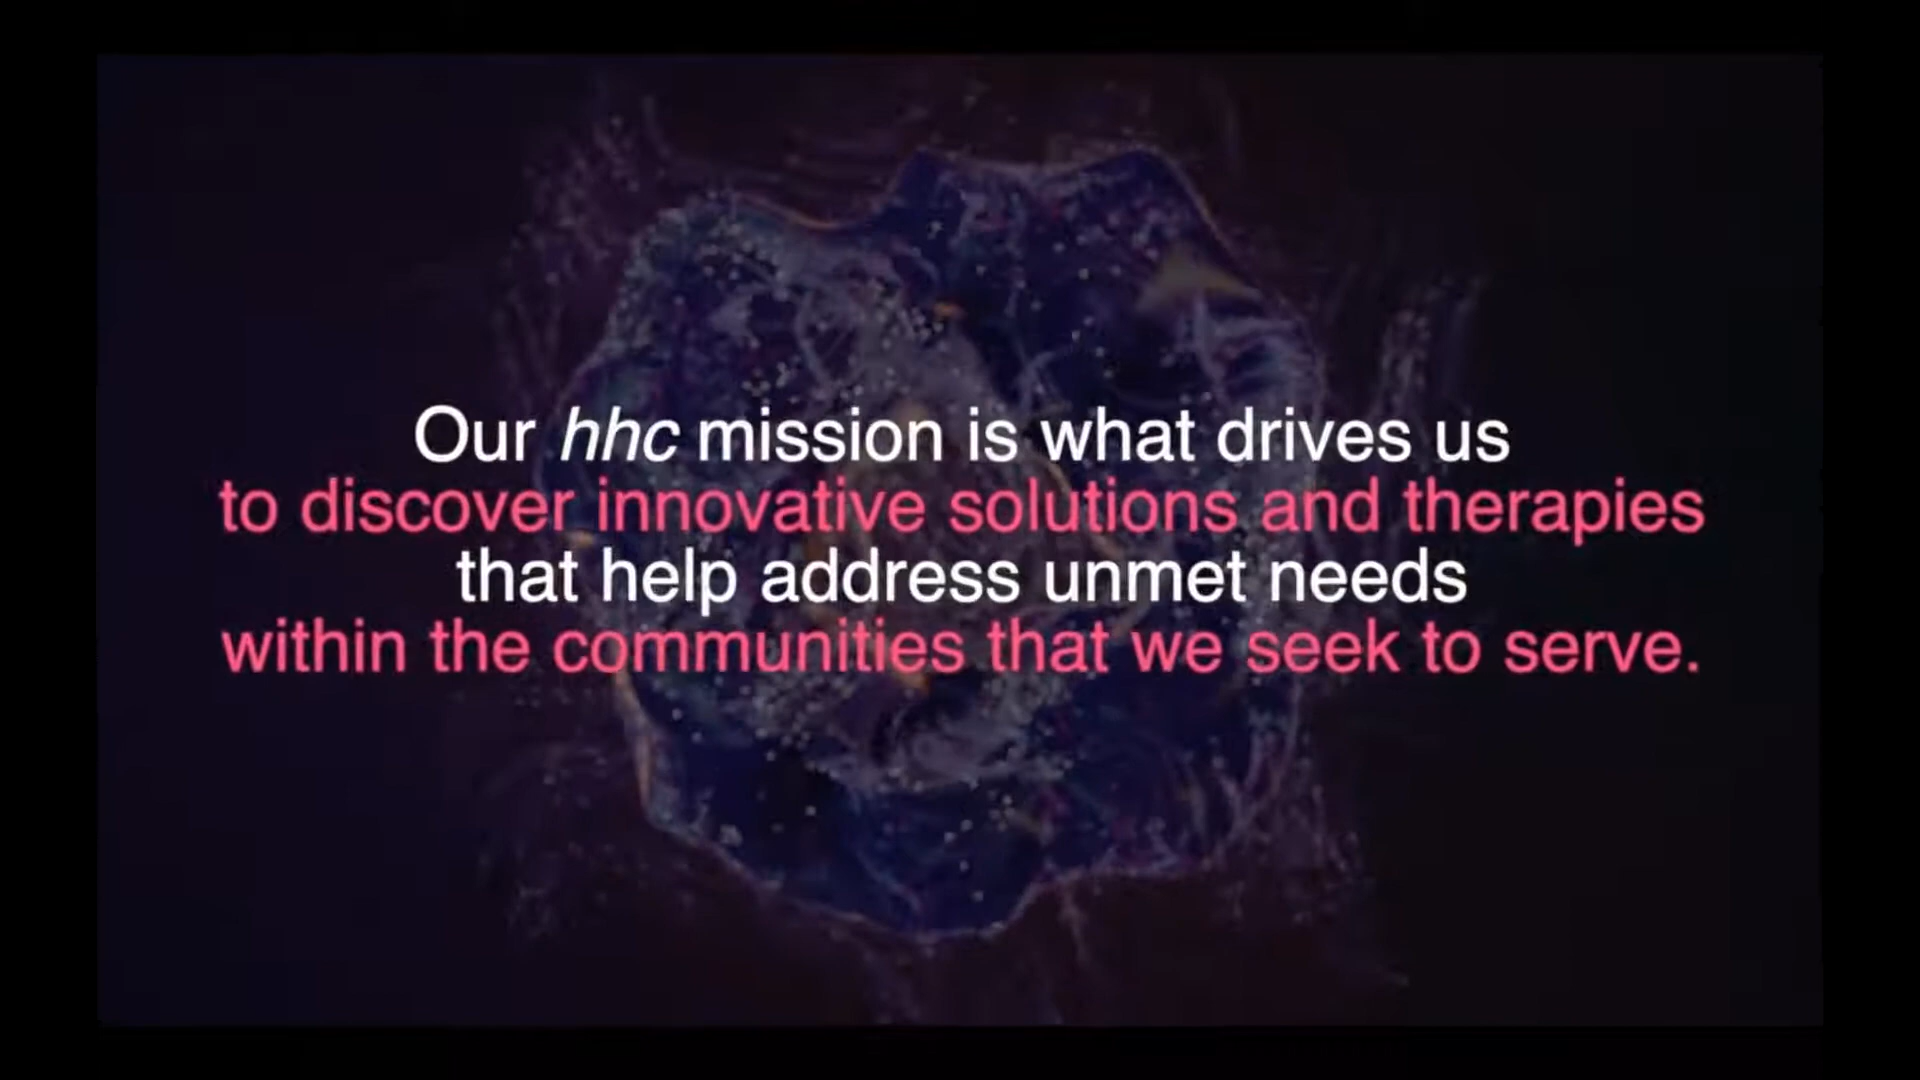 Our hhc mission is what drives us
to discover innovative solutions and therapies
that help address unmet needs
within the communities that we seek to serve.